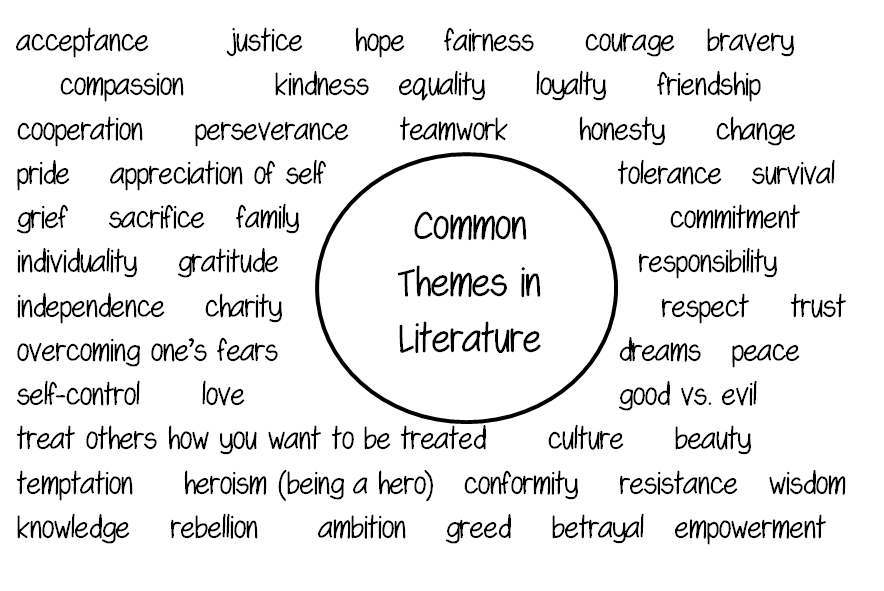 acceptance justice hope fairness courage bravery
compassion kindness equality loyalty friendship
cooperation perseverance teamwork honesty change
pride appreciation of self tolerance survival
grief sacrifice family commitment
individuality gratitude responsibility
independence charity respect trust
overcoming one's fears dreams peace
self-control love good vs. evil
Common
Themes in
Literature
treat others how you want to be treated culture beauty
temptation heroism (being a hero) conformity resistance wisdom
knowledge rebellion ambition greed betrayal empowerment